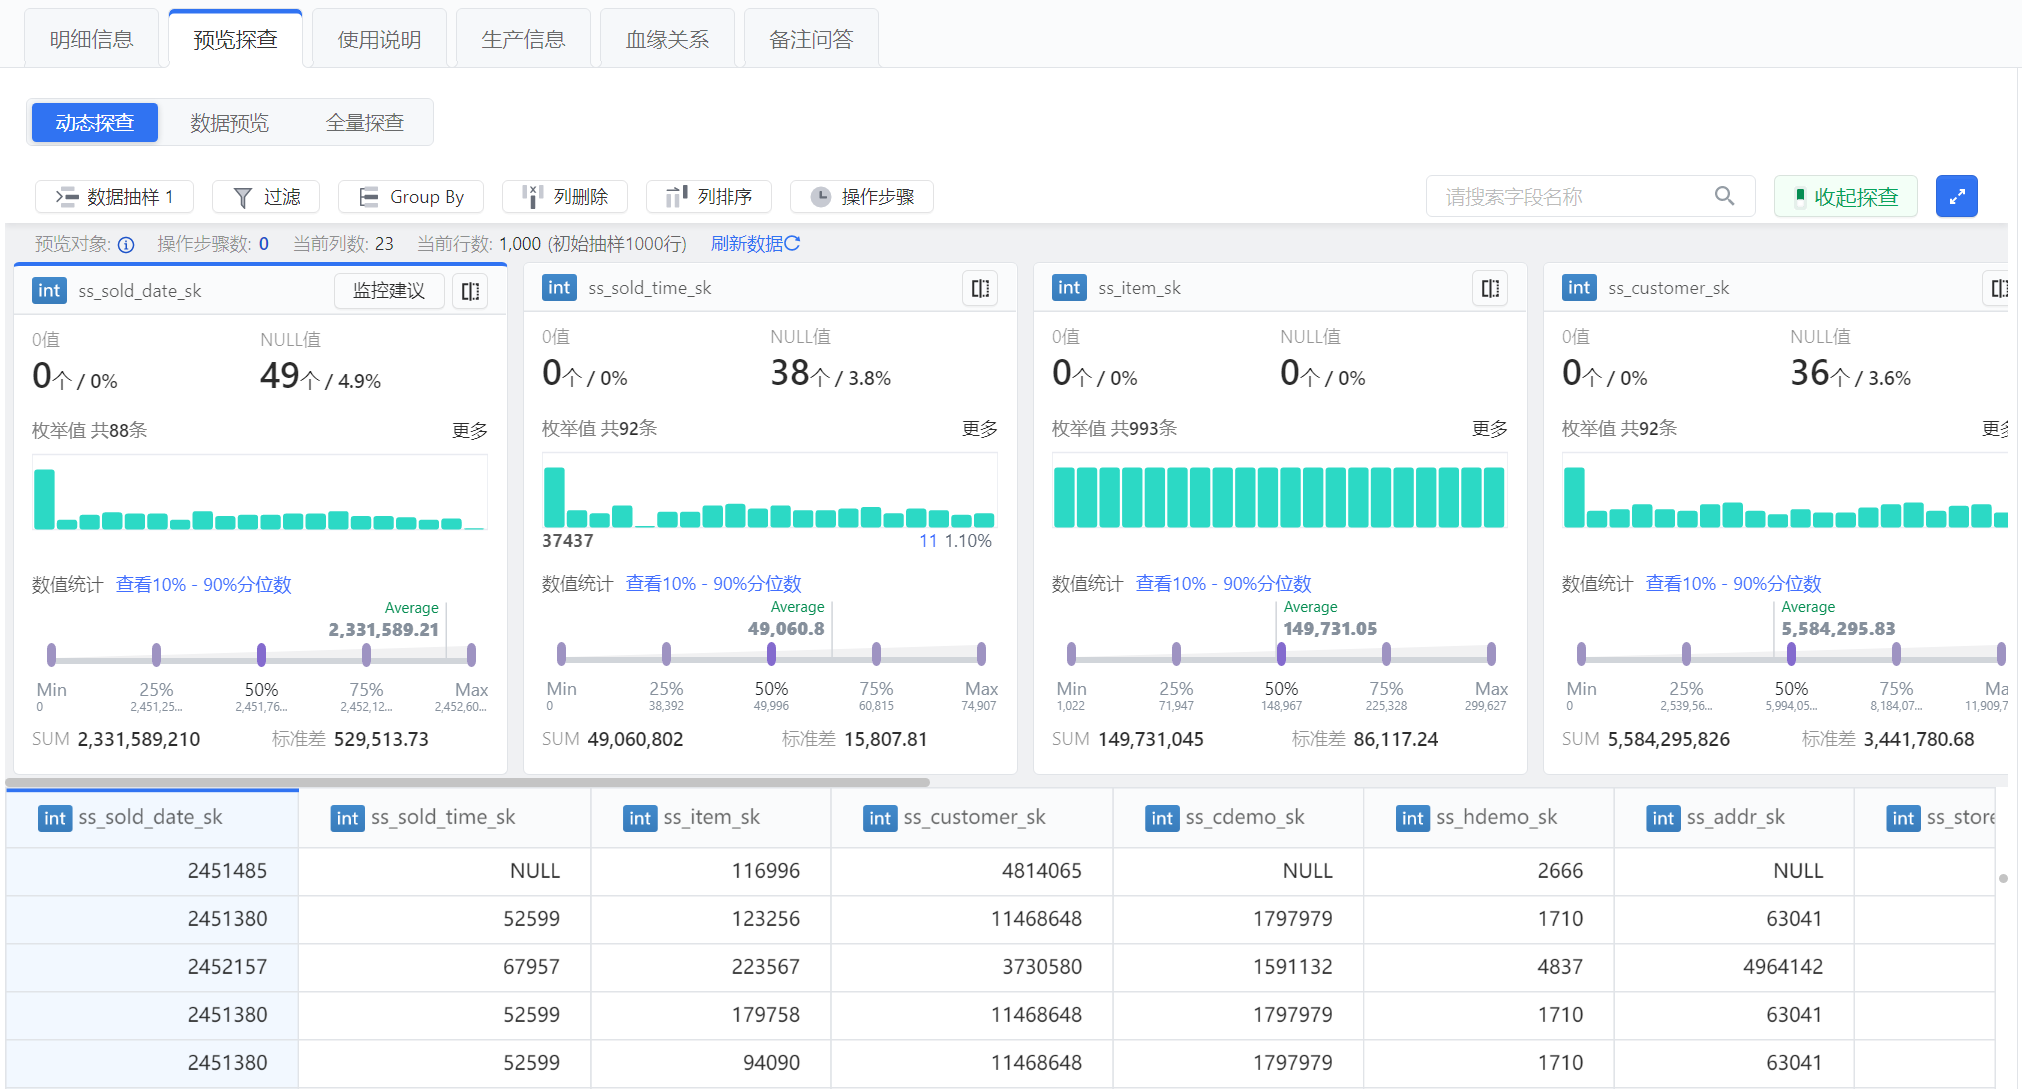 明细信息 预览探查 使用说明 生产信息 血缘关系 备注问答
动态探查 数据预览 全量探查
数据抽样 1 过滤 Group By 列删除 列排序 操作步骤 请搜索字段名称 收起探查
预览对象: 操作步骤数: 0 当前列数: 23 当前行数: 1,000 (初始抽样1000行) 刷新数据
int ss_sold_date_sk 监控建议
0值 NULL值
0个 / 0% 49个 / 4.9%
枚举值 共88条 更多
数值统计 查看10% - 90%分位数
Average
2,331,589.21
Min 25% 50% 75% Max
0 2,451,25... 2,451,76... 2,452,12... 2,452,60...
SUM 2,331,589,210 标准差 529,513.73
int ss_sold_time_sk
0值 NULL值
0个 / 0% 38个 / 3.8%
枚举值 共92条 更多
37437 11 1.10%
数值统计 查看10% - 90%分位数
Average
49,060.8
Min 25% 50% 75% Max
0 38,392 49,996 60,815 74,907
SUM 49,060,802 标准差 15,807.81
int ss_item_sk
0值 NULL值
0个 / 0% 0个 / 0%
枚举值 共993条 更多
数值统计 查看10% - 90%分位数
Average
149,731.05
Min 25% 50% 75% Max
1,022 71,947 148,967 225,328 299,627
SUM 149,731,045 标准差 86,117.24
int ss_customer_sk
0值 NULL值
0个 / 0% 36个 / 3.6%
枚举值 共92条 更多
数值统计 查看10% - 90%分位数
Average
5,584,295.83
Min 25% 50% 75% Ma
0 2,539,56... 5,994,05... 8,184,07... 11,909,7
SUM 5,584,295,826 标准差 3,441,780.68
int ss_sold_date_sk int ss_sold_time_sk int ss_item_sk int ss_customer_sk int ss_cdemo_sk int ss_hdemo_sk int ss_addr_sk int ss_store
2451485 NULL 116996 4814065 NULL 2666 NULL
2451380 52599 123256 11468648 1797979 1710 63041
2452157 67957 223567 3730580 1591132 4837 4964142
2451380 52599 179758 11468648 1797979 1710 63041
2451380 52599 94090 11468648 1797979 1710 63041